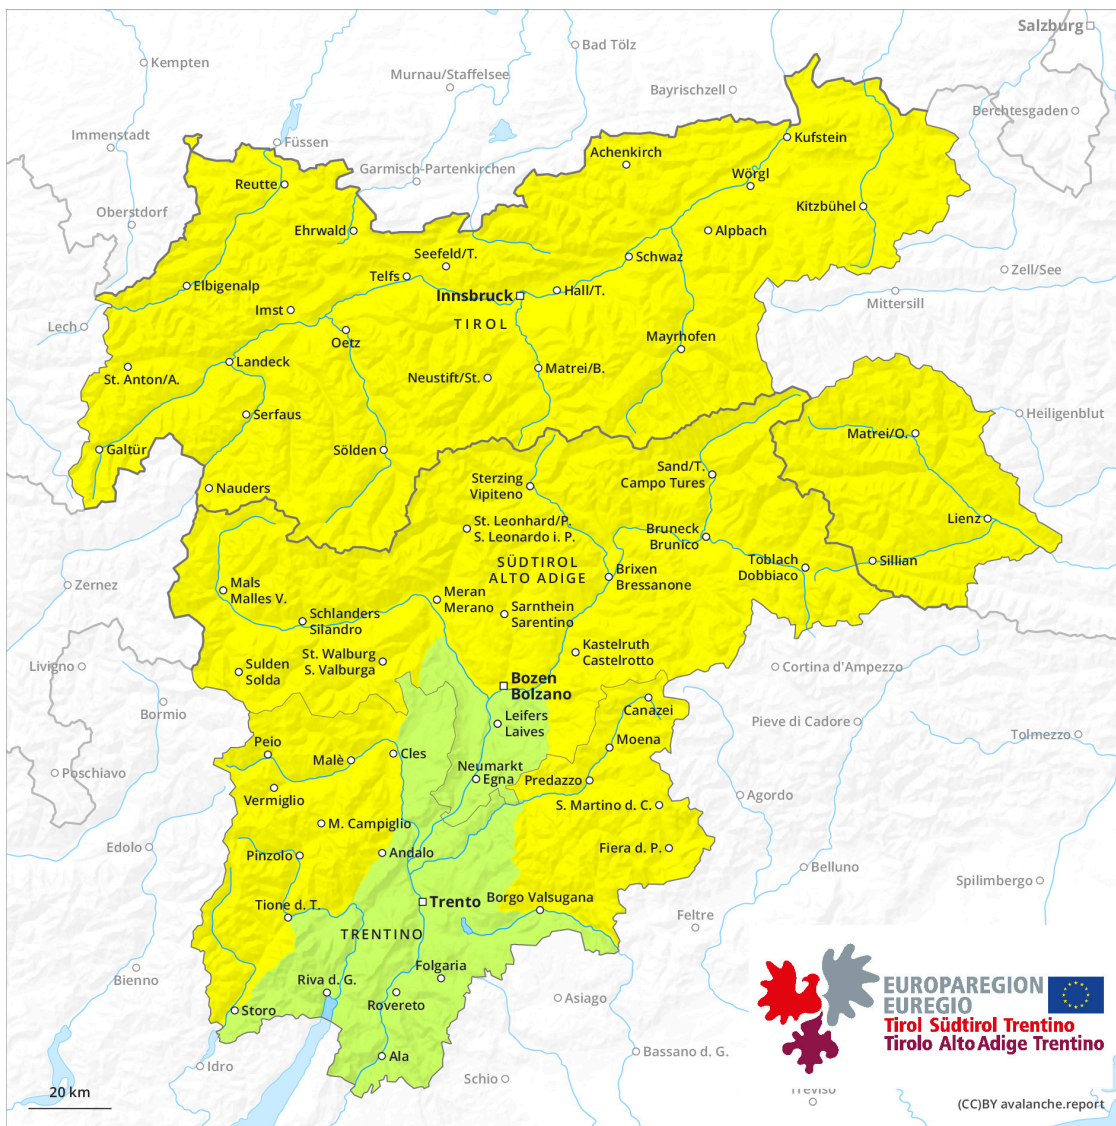 Salzburg
Bad Tölz
Kempten
Murnau/Staffelsee
Bayrischzell
Berchtesgaden
Immenstadt
Füssen
Kufstein
Achenkirch
Garmisch-Partenkirchen
Wörgl
Reutte
Kitzbühel
Oberstdorf
Ehrwald
Alpbach
Seefeld/T.
Schwaz
Zell/See
Telfs
Elbigenalp
Innsbruck
Hall/T.
Mittersill
Imst
TIROL
Lech
Oetz
Mayrhofen
Landeck
Matrei/B.
St. Anton/A.
Neustift/St.
Serfaus
Heiligenblut
Matrei/O.
Galtür
Sölden
Sand/T.
Campo Tures
Sterzing
Vipiteno
Nauders
St. Leonhard/P.
S. Leonardo i. P.
Lienz
Bruneck
Brunico
SÜDTIROL
ALTO ADIGE
Toblach
Dobbiaco
Sillian
Brixen
Bressanone
Zernez
Mals
Malles V.
Meran
Merano
Schlanders
Silandro
Sarnthein
Sarentino
Kastelruth
Castelrotto
St. Walburg
S. Valburga
Livigno
Sulden
Solda
Cortina d'Ampezzo
Bozen
Bolzano
Bormio
Canazei
Leifers
Laives
Pieve di Cadore
Tolmezzo
Peio
Moena
Malè
Cles
Poschiavo
Neumarkt
Egna
Predazzo
Vermiglio
Agordo
S. Martino d. C.
M. Campiglio
Edolo
Fiera d. P.
Pinzolo
Andalo
Belluno
Spilimbergo
Borgo Valsugana
Tione d. T.
Trento
Feltre
TRENTINO
Folgaria
Bienno
Riva d. G.
EUROPAREGION
EUREGIO
Tirol Südtirol Trentino
Tirolo Alto Adige Trentino
Asiago
Rovereto
Storo
Ala
Bassano d. G.
Idro
Schio
20 km
Treviso
(CC)BY avalanche.report